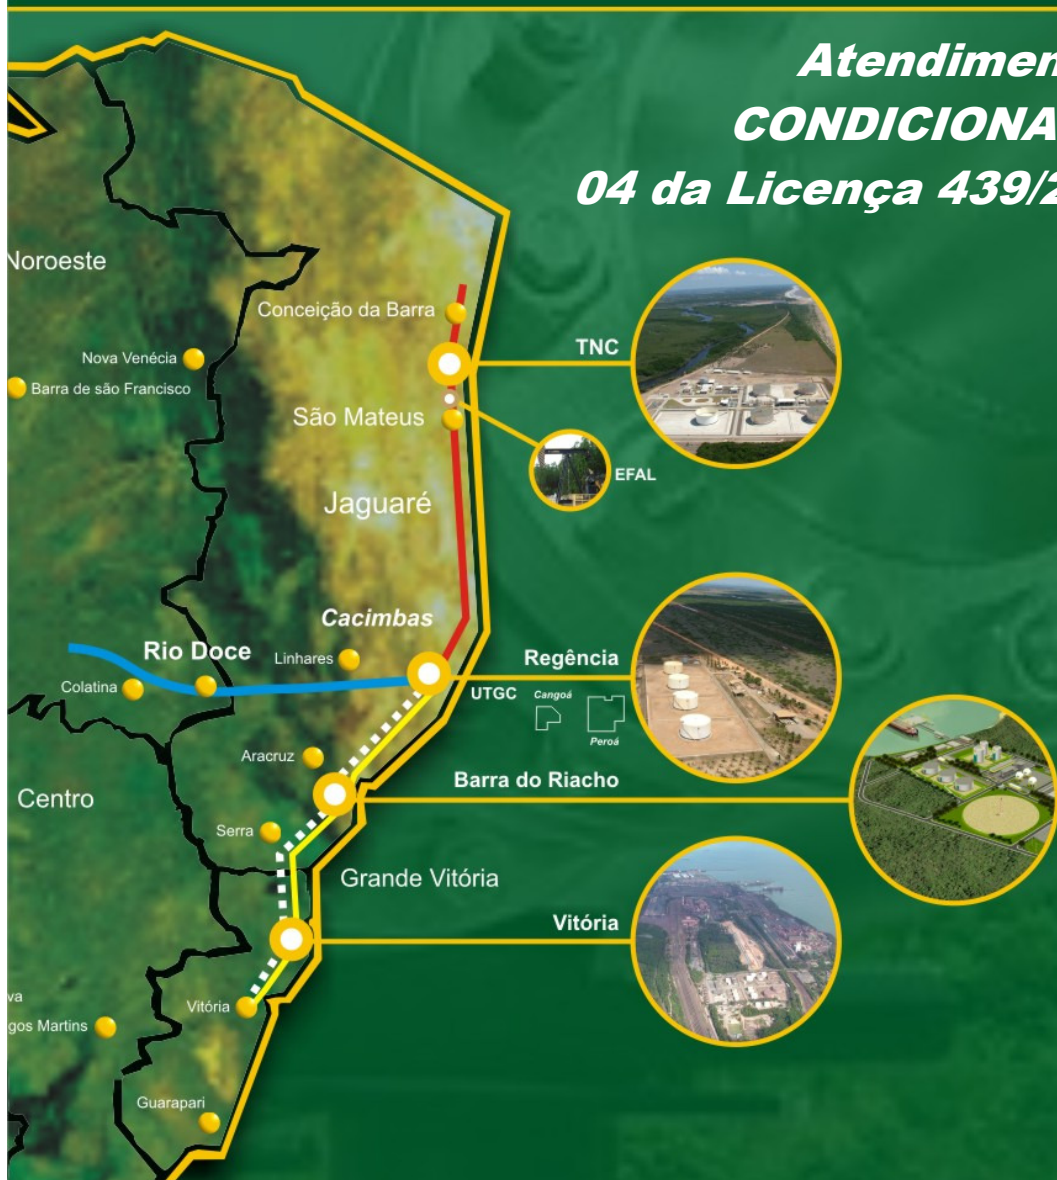 Atendimen
CONDICIONA
04 da Licença 439/2
Noroeste
Conceição da Barra
TNC
Nova Venécia
Barra de são Francisco
São Mateus
EFAL
Jaguaré
Cacimbas
Rio Doce
Linhares
Regência
Colatina
UTGC
Cangoá
Peroá
Aracruz
Barra do Riacho
Centro
Serra
Grande Vitória
Vitória
va
Vitória
gos Martins
Guarapari